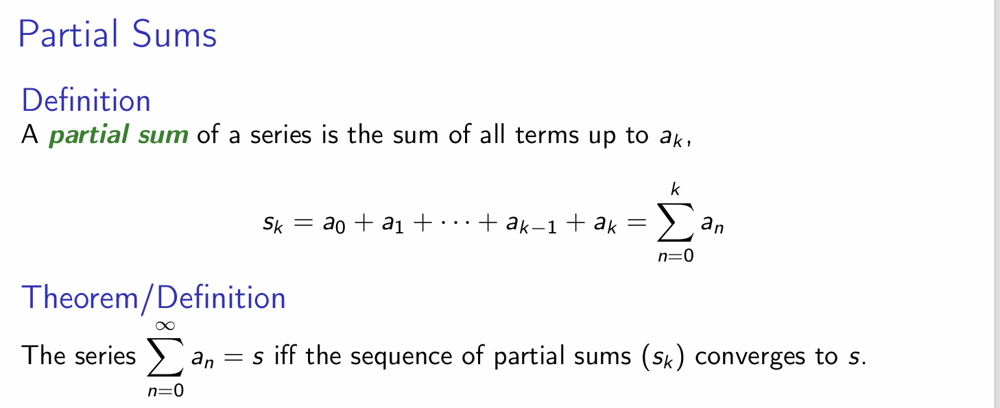 Partial Sums
Definition
A partial sum of a series is the sum of all terms up to $a_k$,
$s_k = a_0 + a_1 + \cdots + a_{k-1} + a_k = \sum_{n=0}^{k} a_n$
Theorem/Definition
The series $\sum_{n=0}^{\infty} a_n = s$ iff the sequence of partial sums $(s_k)$ converges to $s$.